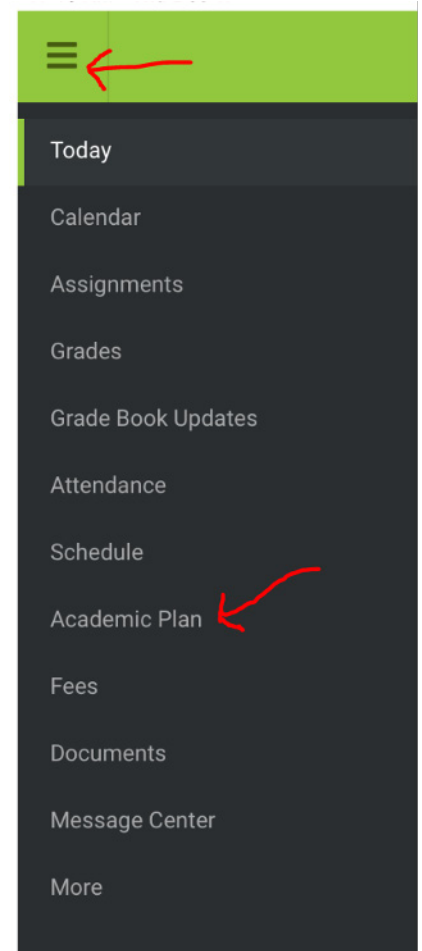 Today
Calendar
Assignments
Grades
Grade Book Updates
Attendance
Schedule
Academic Plan
Fees
Documents
Message Center
More